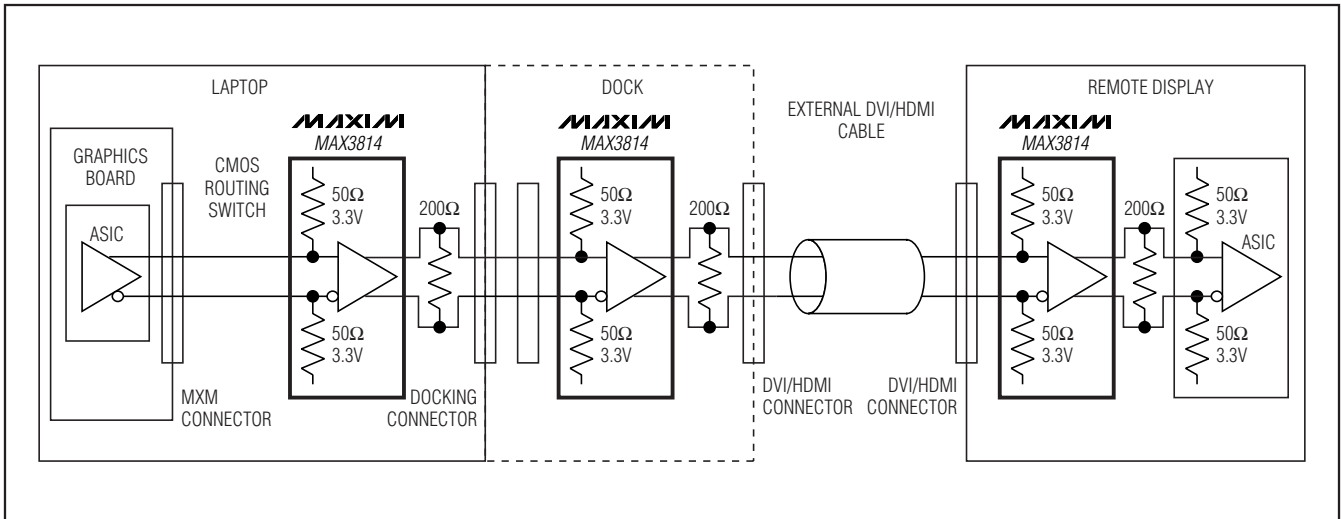 LAPTOP
DOCK
EXTERNAL DVI/HDMI
CABLE
REMOTE DISPLAY
GRAPHICS
BOARD
ASIC
CMOS
ROUTING
SWITCH
MXM
CONNECTOR
MAXIM
MAX3814
50Ω
3.3V
50Ω
3.3V
200Ω
DOCKING
CONNECTOR
MAXIM
MAX3814
50Ω
3.3V
50Ω
3.3V
200Ω
DVI/HDMI
CONNECTOR
DVI/HDMI
CONNECTOR
MAXIM
MAX3814
50Ω
3.3V
50Ω
3.3V
200Ω
50Ω
3.3V
ASIC
50Ω
3.3V